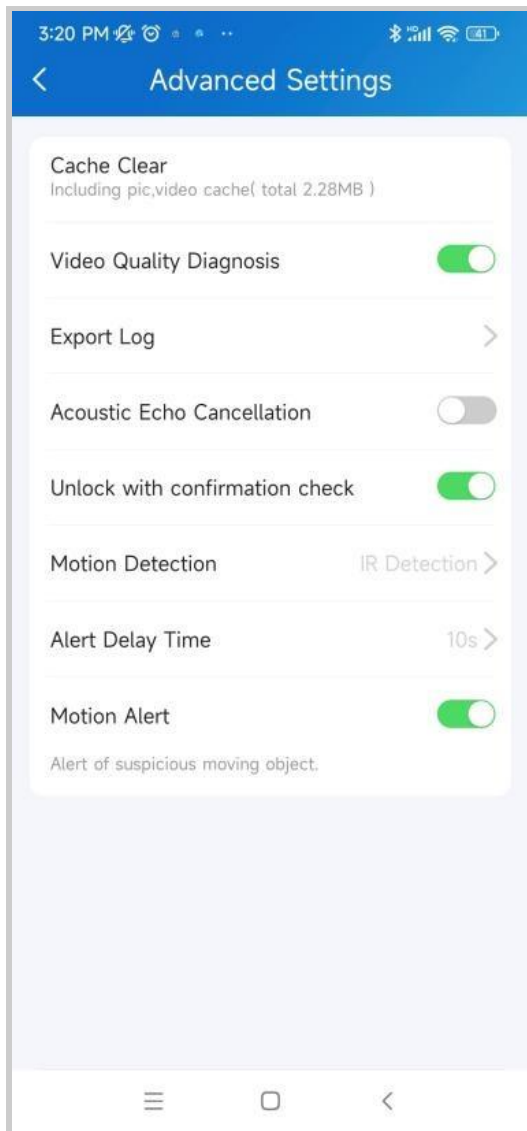 3:20 PM
41
Advanced Settings
Cache Clear
Including pic,video cache( total 2.28MB )
Video Quality Diagnosis
Export Log
Acoustic Echo Cancellation
Unlock with confirmation check
Motion Detection IR Detection
Alert Delay Time 10s
Motion Alert
Alert of suspicious moving object.